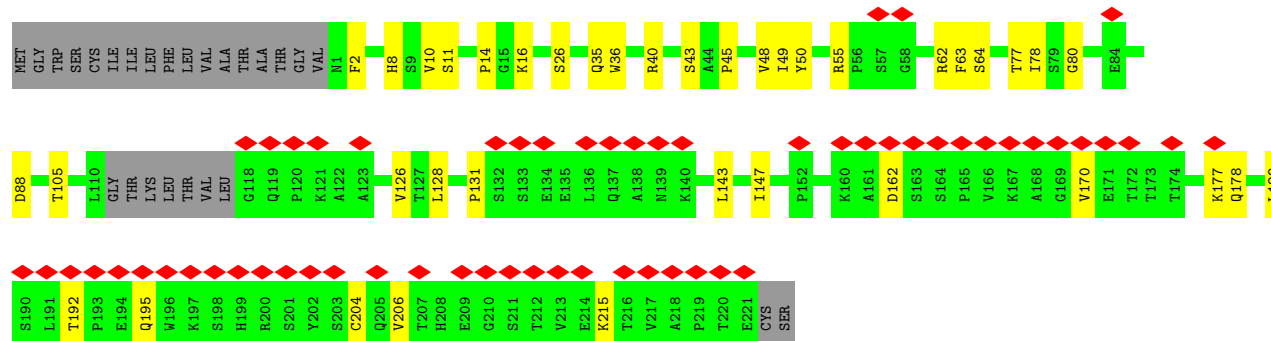 MET GLY TRP SER CYS ILE ILE LEU PHE LEU VAL ALA THR ALA THR GLY VAL N1 F2 H8 S9 V10 S11 P14 G15 K16 S26 Q35 W36 R40 S43 A44 P45 V48 I49 Y50 R55 P56 S57 G58 R62 F63 S64 T77 I78 S79 G80 E84
D88 T105 L110 GLY THR LYS LEU THR VAL LEU G118 Q119 P120 K121 A122 A123 V126 T127 L128 P131 S132 S133 E134 E135 L136 Q137 A138 N139 K140 L143 I147 P152 K160 A161 D162 S163 S164 P165 V166 K167 A168 G169 V170 E171 T172 T173 T174 K177 Q178
S190 L191 T192 P193 E194 Q195 W196 K197 S198 H199 R200 S201 Y202 S203 C204 Q205 V206 T207 H208 E209 G210 S211 T212 V213 E214 K215 T216 V217 A218 P219 T220 E221 CYS SER